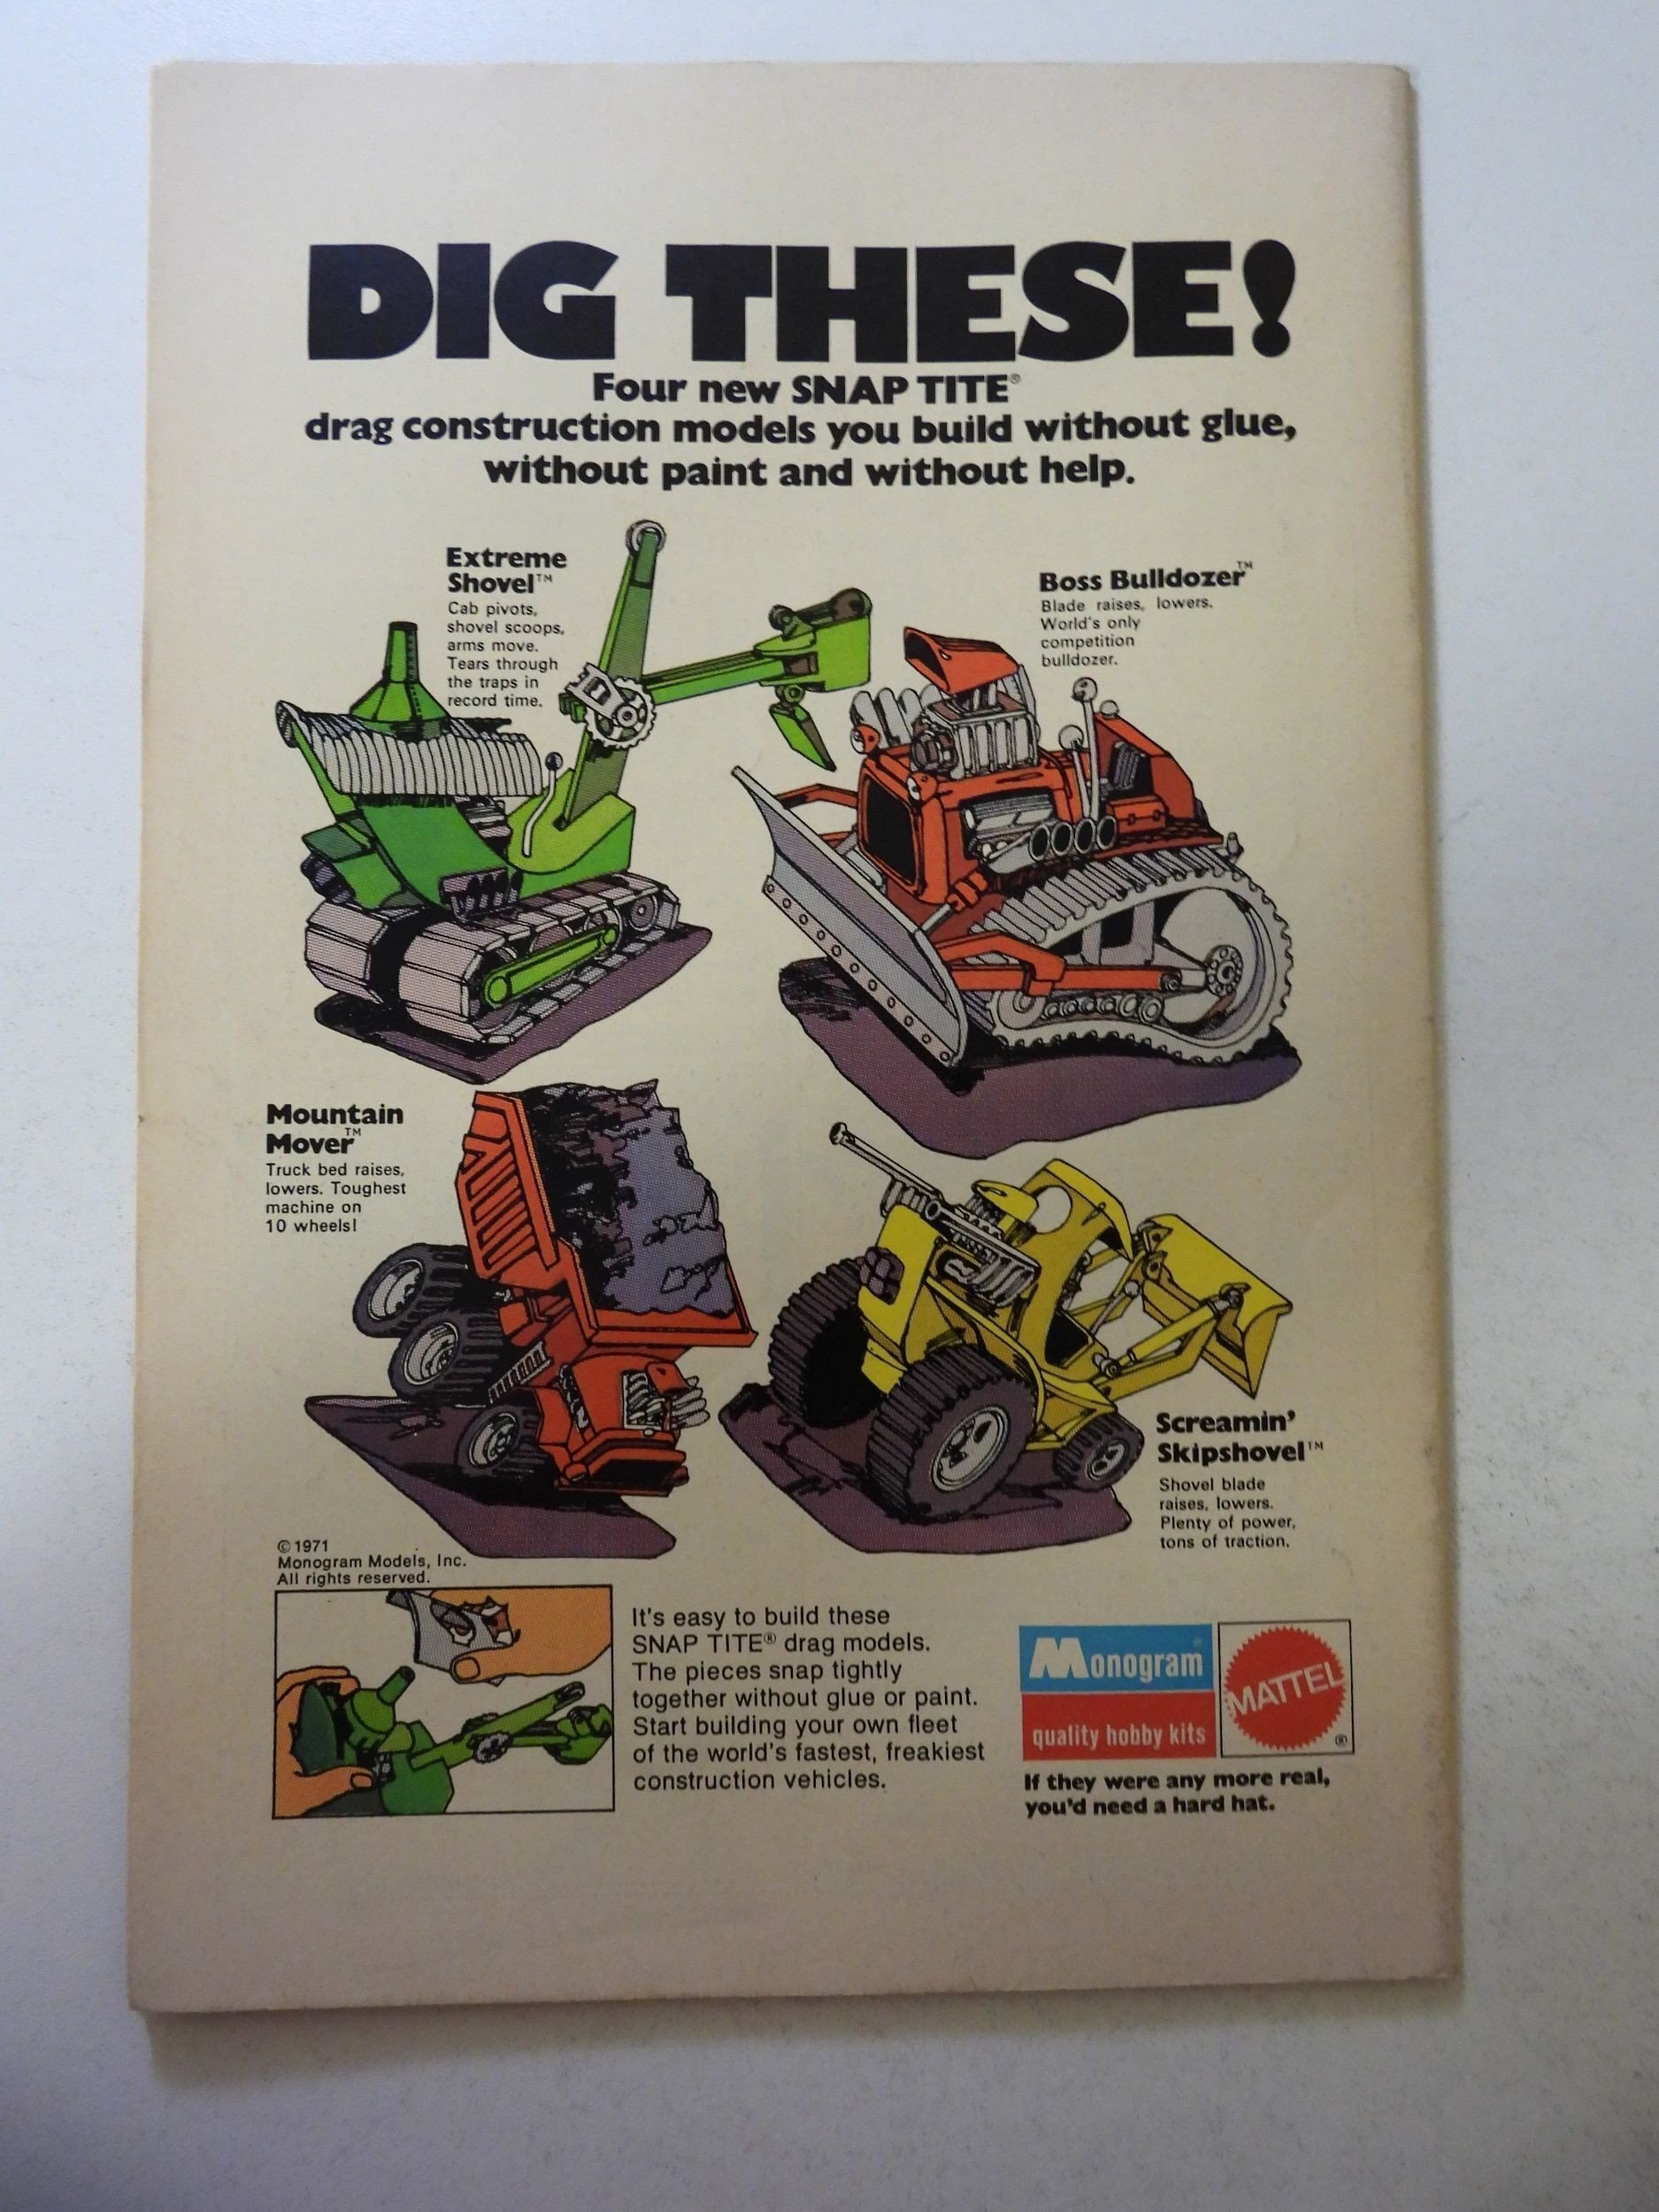 DIG THESE!
Four new SNAP TITE®
drag construction models you build without glue,
without paint and without help.
Extreme
Shovel™
Cab pivots,
shovel scoops,
arms move.
Tears through
the traps in
record time.
Boss Bulldozer™
Blade raises, lowers.
World's only
competition
bulldozer.
Mountain
Mover™
Truck bed raises,
lowers. Toughest
machine on
10 wheels!
Screamin'
Skipshovel™
Shovel blade
raises, lowers.
Plenty of power,
tons of traction.
©1971
Monogram Models, Inc.
All rights reserved.
It's easy to build these
SNAP TITE® drag models.
The pieces snap tightly
together without glue or paint.
Start building your own fleet
of the world's fastest, freakiest
construction vehicles.
Monogram®
quality hobby kits
MATTEL
®
If they were any more real,
you'd need a hard hat.